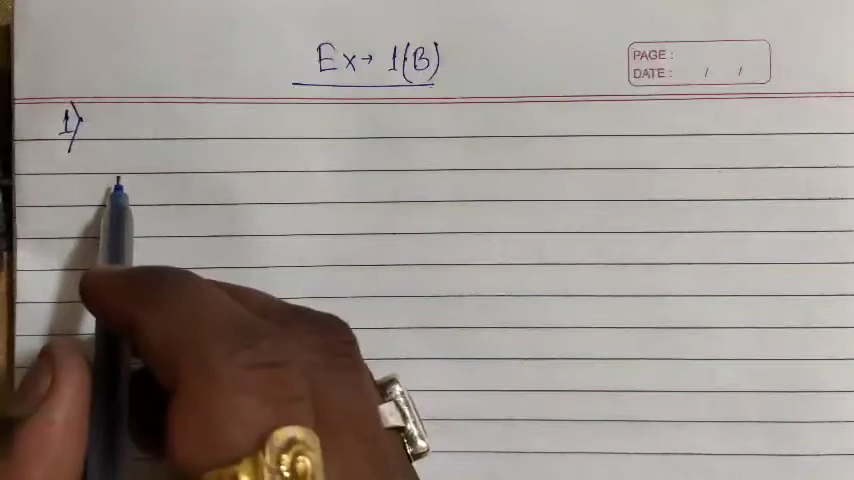 Ex → 1(B)
PAGE :
DATE : / /
1)